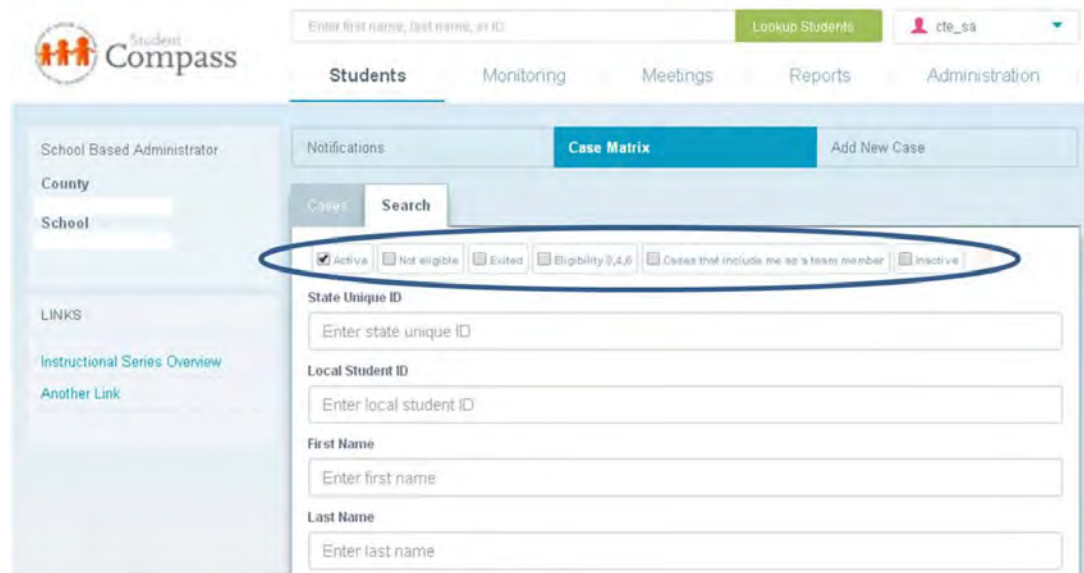 Student
Compass
Enter first name, last name, or ID
Lookup Students
cte_sa
Students
Monitoring
Meetings
Reports
Administration
School Based Administrator
County
School
LINKS
Instructional Series Overview
Another Link
Notifications
Case Matrix
Add New Case
Cases
Search
Active
Not eligible
Exited
Eligibility 2,4,6
Cases that include me as a team member
Inactive
State Unique ID
Enter state unique ID
Local Student ID
Enter local student ID
First Name
Enter first name
Last Name
Enter last name